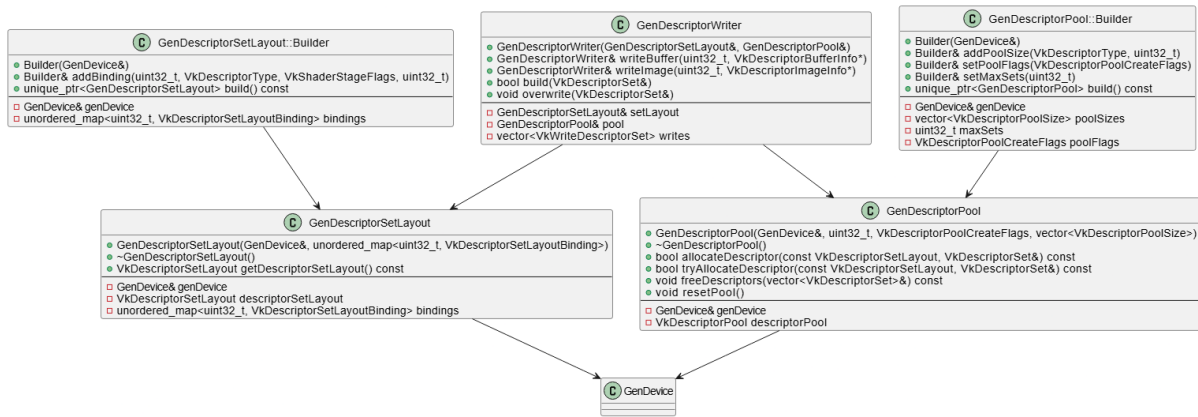 C GenDescriptorSetLayout::Builder
Builder(GenDevice&)
Builder& addBinding(uint32_t, VkDescriptorType, VkShaderStageFlags, uint32_t)
unique_ptr<GenDescriptorSetLayout> build() const
GenDevice& genDevice
unordered_map<uint32_t, VkDescriptorSetLayoutBinding> bindings
C GenDescriptorWriter
GenDescriptorWriter(GenDescriptorSetLayout&, GenDescriptorPool&)
GenDescriptorWriter& writeBuffer(uint32_t, VkDescriptorBufferInfo*)
GenDescriptorWriter& writeImage(uint32_t, VkDescriptorImageInfo*)
bool build(VkDescriptorSet&)
void overwrite(VkDescriptorSet&)
GenDescriptorSetLayout& setLayout
GenDescriptorPool& pool
vector<VkWriteDescriptorSet> writes
C GenDescriptorPool::Builder
Builder(GenDevice&)
Builder& addPoolSize(VkDescriptorType, uint32_t)
Builder& setPoolFlags(VkDescriptorPoolCreateFlags)
Builder& setMaxSets(uint32_t)
unique_ptr<GenDescriptorPool> build() const
GenDevice& genDevice
vector<VkDescriptorPoolSize> poolSizes
uint32_t maxSets
VkDescriptorPoolCreateFlags poolFlags
C GenDescriptorSetLayout
GenDescriptorSetLayout(GenDevice&, unordered_map<uint32_t, VkDescriptorSetLayoutBinding>)
~GenDescriptorSetLayout()
VkDescriptorSetLayout getDescriptorSetLayout() const
GenDevice& genDevice
VkDescriptorSetLayout descriptorSetLayout
unordered_map<uint32_t, VkDescriptorSetLayoutBinding> bindings
C GenDescriptorPool
GenDescriptorPool(GenDevice&, uint32_t, VkDescriptorPoolCreateFlags, vector<VkDescriptorPoolSize>)
~GenDescriptorPool()
bool allocateDescriptor(const VkDescriptorSetLayout, VkDescriptorSet&) const
bool tryAllocateDescriptor(const VkDescriptorSetLayout, VkDescriptorSet&) const
void freeDescriptors(vector<VkDescriptorSet>&) const
void resetPool()
GenDevice& genDevice
VkDescriptorPool descriptorPool
C GenDevice